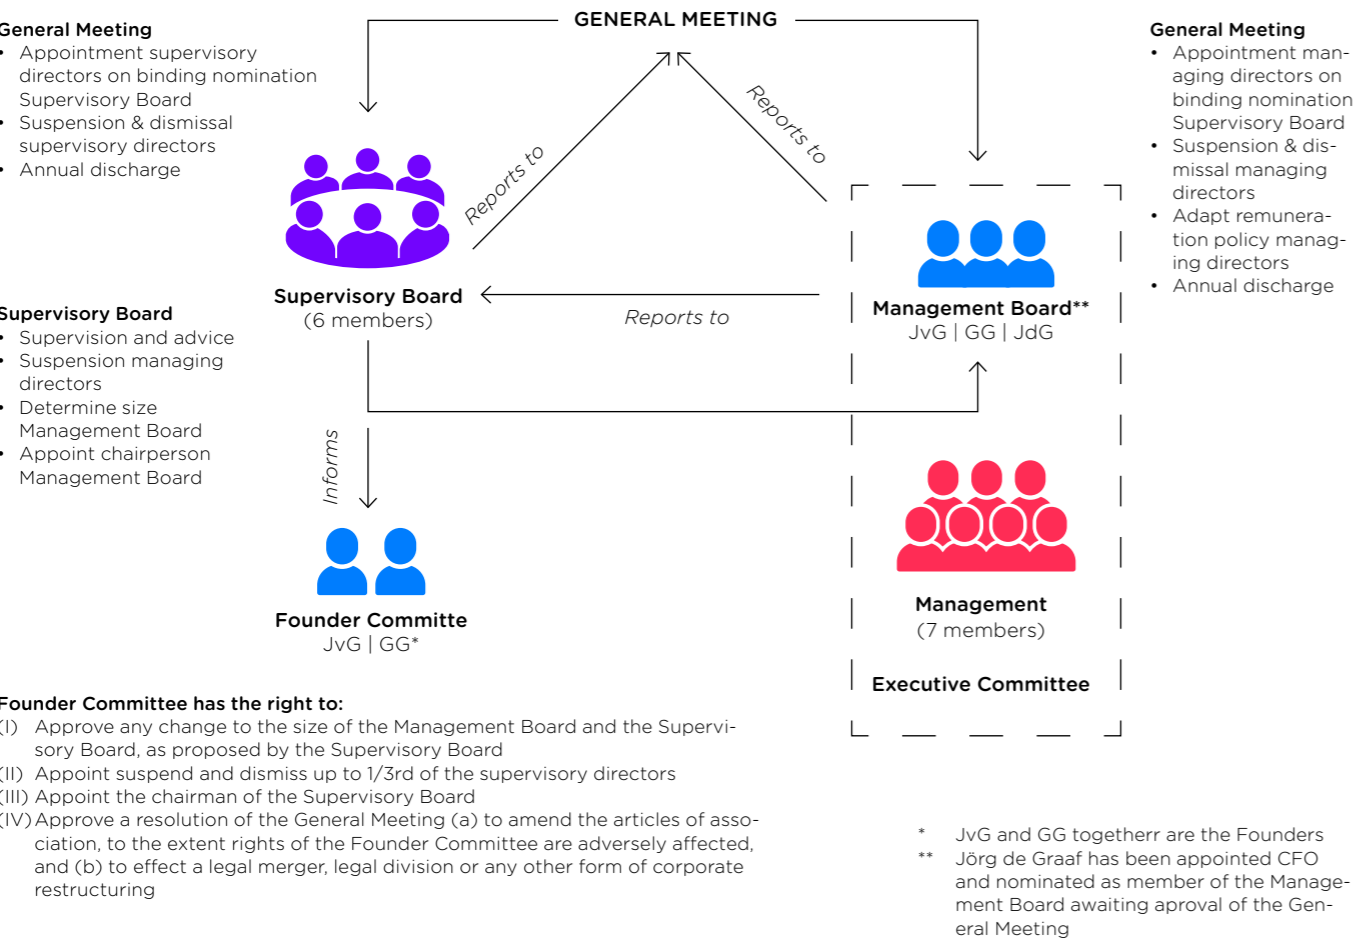 GENERAL MEETING
General Meeting
• Appointment supervisory
directors on binding nomination
Supervisory Board
• Suspension & dismissal
supervisory directors
• Annual discharge
General Meeting
• Appointment man-
aging directors on
binding nomination
Supervisory Board
• Suspension & dis-
missal managing
directors
• Adapt remunera-
tion policy manag-
ing directors
• Annual discharge
Reports to
Reports to
Supervisory Board
(6 members)
Reports to
Management Board**
JvG | GG | JdG
Supervisory Board
• Supervision and advice
• Suspension managing
directors
• Determine size
Management Board
• Appoint chairperson
Management Board
Informs
Founder Committe
JvG | GG*
Management
(7 members)
Executive Committee
Founder Committee has the right to:
(I) Approve any change to the size of the Management Board and the Supervi-
sory Board, as proposed by the Supervisory Board
(II) Appoint suspend and dismiss up to 1/3rd of the supervisory directors
(III) Appoint the chairman of the Supervisory Board
(IV) Approve a resolution of the General Meeting (a) to amend the articles of asso-
ciation, to the extent rights of the Founder Committee are adversely affected,
and (b) to effect a legal merger, legal division or any other form of corporate
restructuring
* JvG and GG togetherr are the Founders
** Jörg de Graaf has been appointed CFO
and nominated as member of the Manage-
ment Board awaiting aproval of the Gen-
eral Meeting